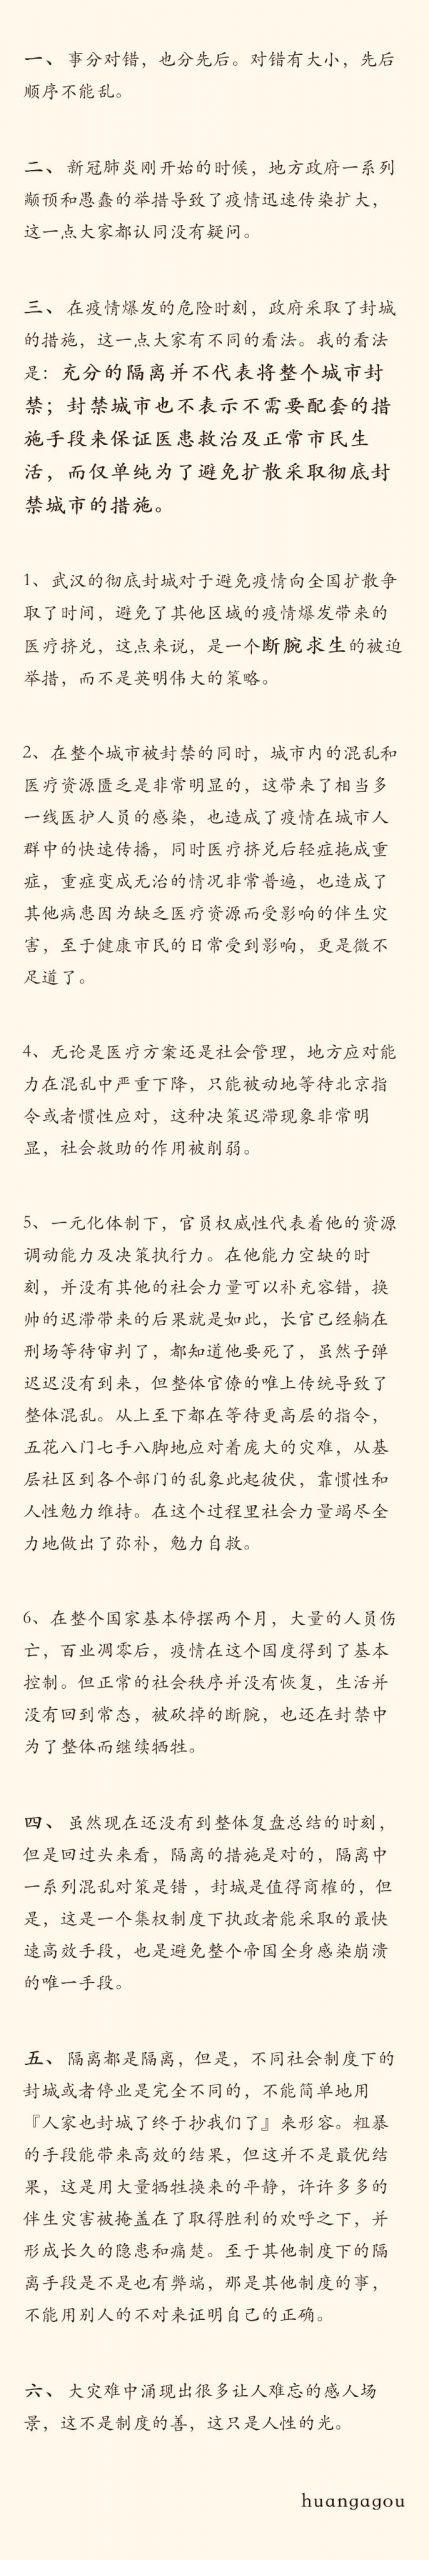 一、事分对错，也分先后。对错有大小，先后
顺序不能乱。
二、新冠肺炎刚开始的时候，地方政府一系列
颟顸和愚蠢的举措导致了疫情迅速传染扩大，
这一点大家都认同没有疑问。
三、在疫情爆发的危险时刻，政府采取了封城
的措施，这一点大家有不同的看法。我的看法
是：充分的隔离并不代表将整个城市封
禁；封禁城市也不表示不需要配套的措
施手段来保证医患救治及正常市民生
活，而仅单纯为了避免扩散采取彻底封
禁城市的措施。
1、武汉的彻底封城对于避免疫情向全国扩散争
取了时间，避免了其他区域的疫情爆发带来的
医疗挤兑，这点来说，是一个断腕求生的被迫
举措，而不是英明伟大的策略。
2、在整个城市被封禁的同时，城市内的混乱和
医疗资源匮乏是非常明显的，这带来了相当多
一线医护人员的感染，也造成了疫情在城市人
群中的快速传播，同时医疗挤兑后轻症拖成重
症，重症变成无治的情况非常普遍，也造成了
其他病患因为缺乏医疗资源而受影响的伴生灾
害，至于健康市民的日常受到影响，更是微不
足道了。
4、无论是医疗方案还是社会管理，地方应对能
力在混乱中严重下降，只能被动地等待北京指
令或者惯性应对，这种决策迟滞现象非常明
显，社会救助的作用被削弱。
5、一元化体制下，官员权威性代表着他的资源
调动能力及决策执行力。在他能力空缺的时
刻，并没有其他的社会力量可以补充容错，换
帅的迟滞带来的后果就是如此，长官已经躺在
刑场等待审判了，都知道他要死了，虽然子弹
迟迟没有到来，但整体官僚的唯上传统导致了
整体混乱。从上至下都在等待更高层的指令，
五花八门七手八脚地应对着庞大的灾难，从基
层社区到各个部门的乱象此起彼伏，靠惯性和
人性勉力维持。在这个过程里社会力量竭尽全
力地做出了弥补，勉力自救。
6、在整个国家基本停摆两个月，大量的人员伤
亡，百业凋零后，疫情在这个国度得到了基本
控制。但正常的社会秩序并没有恢复，生活并
没有回到常态，被砍掉的断腕，也还在封禁中
为了整体而继续牺牲。
四、虽然现在还没有到整体复盘总结的时刻，
但是回过头来看，隔离的措施是对的，隔离中
一系列混乱对策是错，封城是值得商榷的，但
是，这是一个集权制度下执政者能采取的最快
速高效手段，也是避免整个帝国全身感染崩溃
的唯一手段。
五、隔离都是隔离，但是，不同社会制度下的
封城或者停业是完全不同的，不能简单地用
『人家也封城了终于抄我们了』来形容。粗暴
的手段能带来高效的结果，但这并不是最优结
果，这是用大量牺牲换来的平静，许许多多的
伴生灾害被掩盖在了取得胜利的欢呼之下，并
形成长久的隐患和痛楚。至于其他制度下的隔
离手段是不是也有弊端，那是其他制度的事，
不能用别人的不对来证明自己的正确。
六、大灾难中涌现出很多让人难忘的感人场
景，这不是制度的善，这只是人性的光。
huangagou